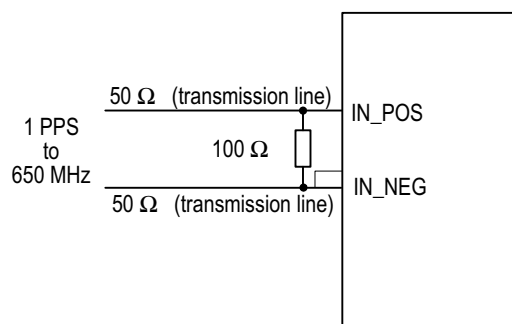 50 Ω (transmission line)
IN_POS
1 PPS
to
650 MHz
100 Ω
IN_NEG
50 Ω (transmission line)